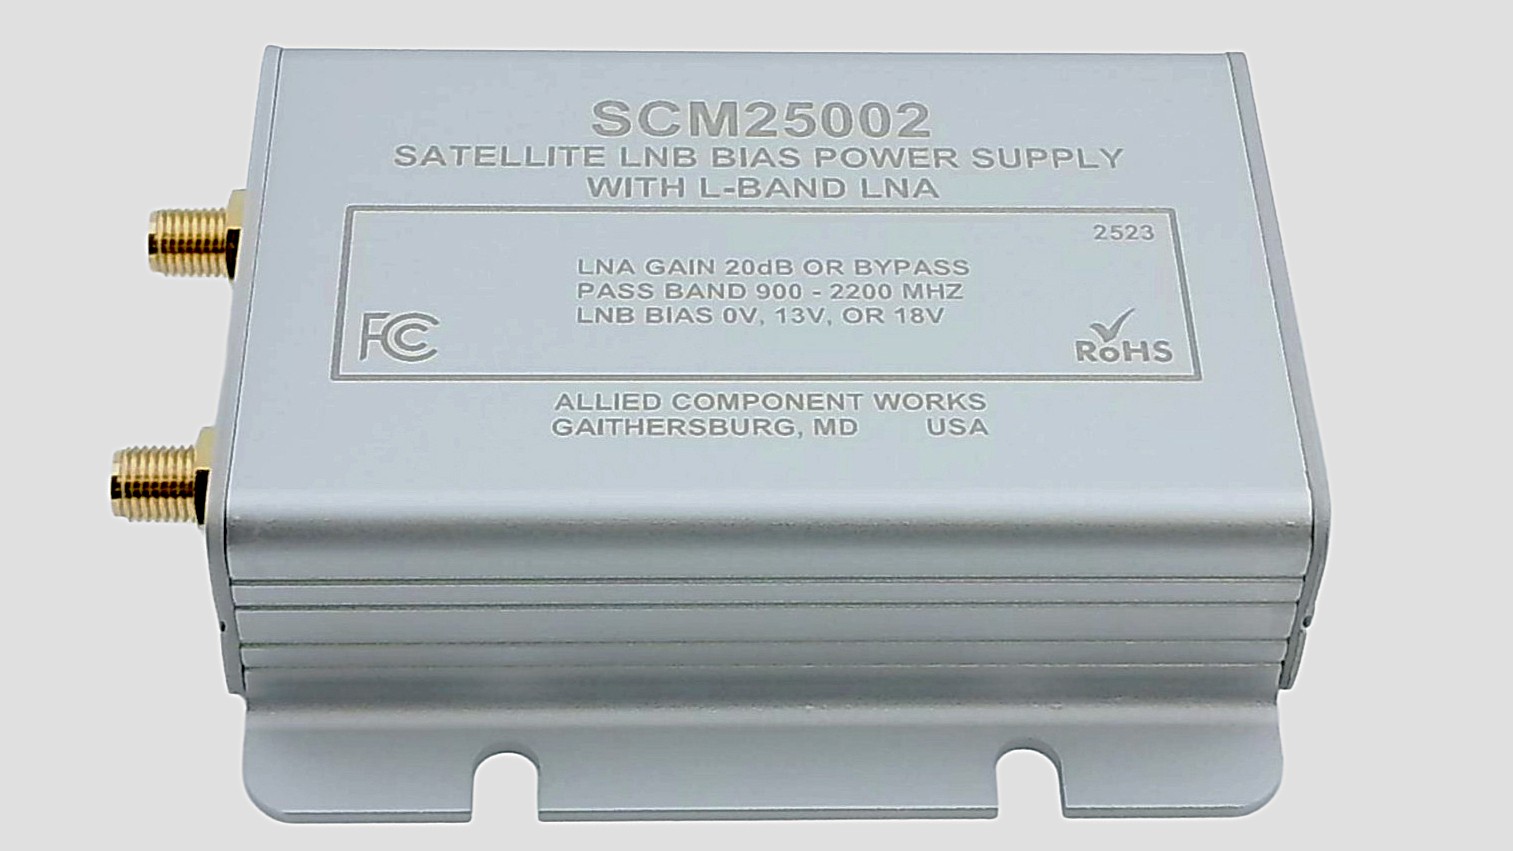 SCM25002
SATELLITE LNB BIAS POWER SUPPLY
WITH L-BAND LNA
2523
LNA GAIN 20dB OR BYPASS
PASS BAND 900 - 2200 MHZ
LNB BIAS 0V, 13V, OR 18V
FC
RoHS
ALLIED COMPONENT WORKS
GAITHERSBURG, MD USA